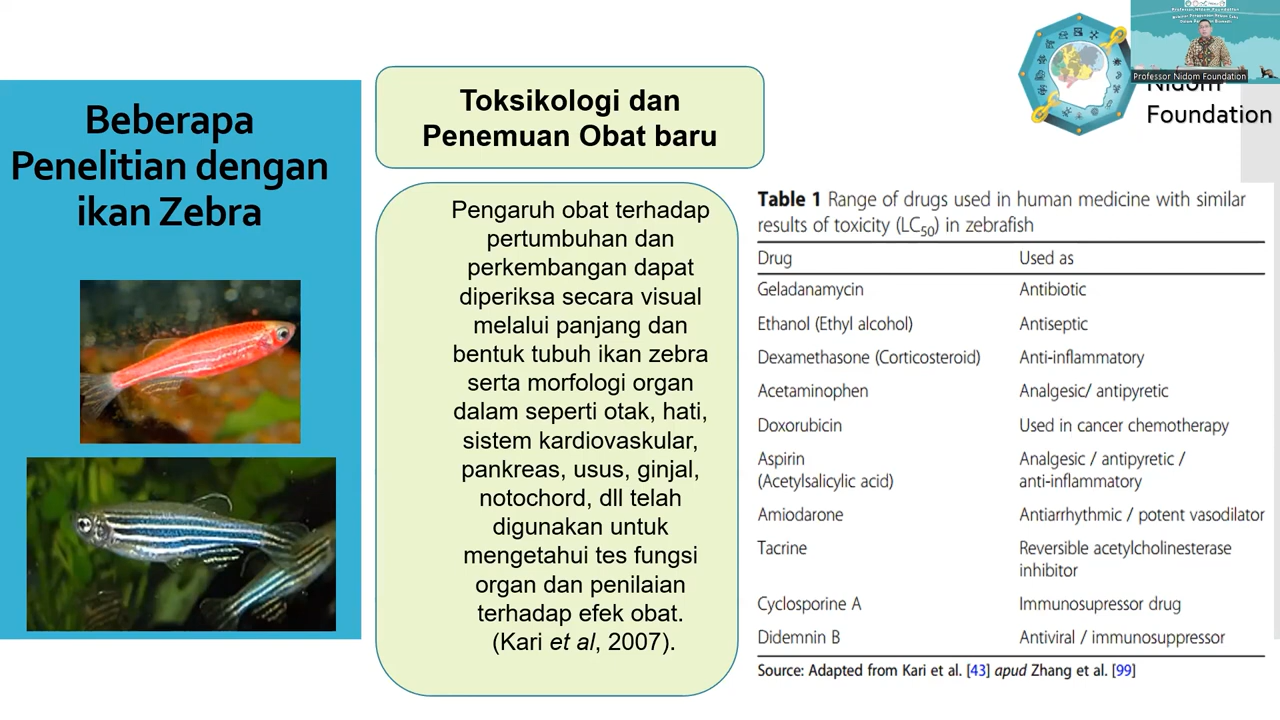 Beberapa
Penelitian dengan
ikan Zebra
Toksikologi dan
Penemuan Obat baru
Pengaruh obat terhadap
pertumbuhan dan
perkembangan dapat
diperiksa secara visual
melalui panjang dan
bentuk tubuh ikan zebra
serta morfologi organ
dalam seperti otak, hati,
sistem kardiovaskular,
pankreas, usus, ginjal,
notochord, dll telah
digunakan untuk
mengetahui tes fungsi
organ dan penilaian
terhadap efek obat.
(Kari et al, 2007).
Professor Nidom Foundation
Professor Nidom Foundation
Nidom
Foundation
Table 1 Range of drugs used in human medicine with similar
results of toxicity (LC50) in zebrafish
Drug Used as
Geladanamycin Antibiotic
Ethanol (Ethyl alcohol) Antiseptic
Dexamethasone (Corticosteroid) Anti-inflammatory
Acetaminophen Analgesic/ antipyretic
Doxorubicin Used in cancer chemotherapy
Aspirin Analgesic / antipyretic /
(Acetylsalicylic acid) anti-inflammatory
Amiodarone Antiarrhythmic / potent vasodilator
Tacrine Reversible acetylcholinesterase
inhibitor
Cyclosporine A Immunosupressor drug
Didemnin B Antiviral / immunosuppressor
Source: Adapted from Kari et al. [43] apud Zhang et al. [99]